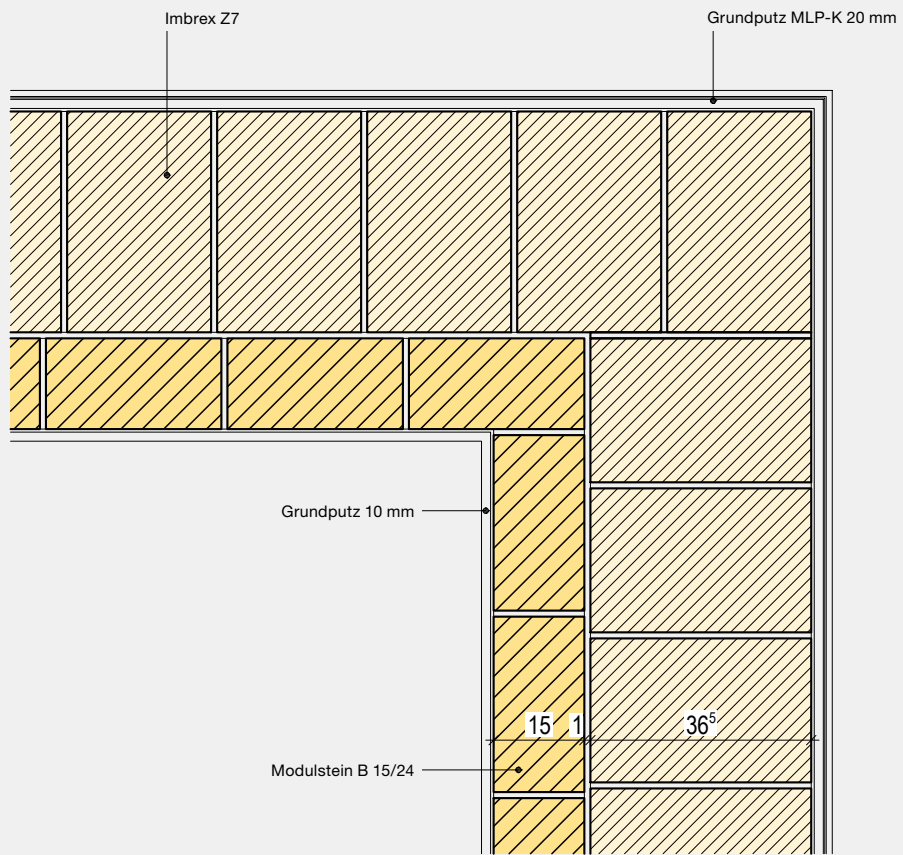 Imbrex Z7
Grundputz MLP-K 20 mm
Grundputz 10 mm
15 1 36⁵
Modulstein B 15/24